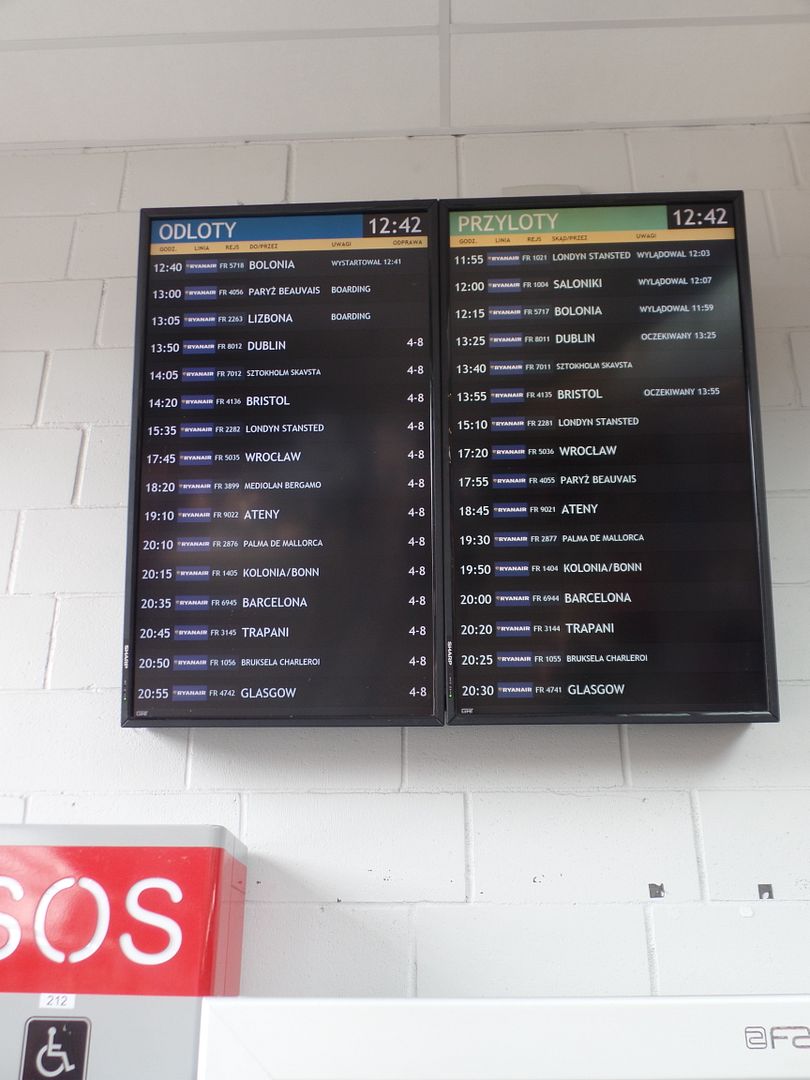 ODLOTY 12:42
GODZ. LINIA REJS DO/PRZEZ UWAGI ODPRAWA
12:40 RYANAIR FR 5718 BOLONIA WYSTARTOWAŁ 12:41
13:00 RYANAIR FR 4056 PARYŻ BEAUVAIS BOARDING
13:05 RYANAIR FR 2263 LIZBONA BOARDING
13:50 RYANAIR FR 8012 DUBLIN 4-8
14:05 RYANAIR FR 7012 SZTOKHOLM SKAVSTA 4-8
14:20 RYANAIR FR 4136 BRISTOL 4-8
15:35 RYANAIR FR 2282 LONDYN STANSTED 4-8
17:45 RYANAIR FR 5035 WROCŁAW 4-8
18:20 RYANAIR FR 3899 MEDIOLAN BERGAMO 4-8
19:10 RYANAIR FR 9022 ATENY 4-8
20:10 RYANAIR FR 2876 PALMA DE MALLORCA 4-8
20:15 RYANAIR FR 1405 KOLONIA/BONN 4-8
20:35 RYANAIR FR 6945 BARCELONA 4-8
20:45 RYANAIR FR 3145 TRAPANI 4-8
20:50 RYANAIR FR 1056 BRUKSELA CHARLEROI 4-8
20:55 RYANAIR FR 4742 GLASGOW 4-8
SHARP
PRZYLOTY 12:42
GODZ. LINIA REJS SKĄD/PRZEZ UWAGI
11:55 RYANAIR FR 1021 LONDYN STANSTED WYLĄDOWAŁ 12:03
12:00 RYANAIR FR 1004 SALONIKI WYLĄDOWAŁ 12:07
12:15 RYANAIR FR 5717 BOLONIA WYLĄDOWAŁ 11:59
13:25 RYANAIR FR 8011 DUBLIN OCZEKIWANY 13:25
13:40 RYANAIR FR 7011 SZTOKHOLM SKAVSTA
13:55 RYANAIR FR 4135 BRISTOL OCZEKIWANY 13:55
15:10 RYANAIR FR 2281 LONDYN STANSTED
17:20 RYANAIR FR 5036 WROCŁAW
17:55 RYANAIR FR 4055 PARYŻ BEAUVAIS
18:45 RYANAIR FR 9021 ATENY
19:30 RYANAIR FR 2877 PALMA DE MALLORCA
19:50 RYANAIR FR 1404 KOLONIA/BONN
20:00 RYANAIR FR 6944 BARCELONA
20:20 RYANAIR FR 3144 TRAPANI
20:25 RYANAIR FR 1055 BRUKSELA CHARLEROI
20:30 RYANAIR FR 4741 GLASGOW
SHARP
SOS
212